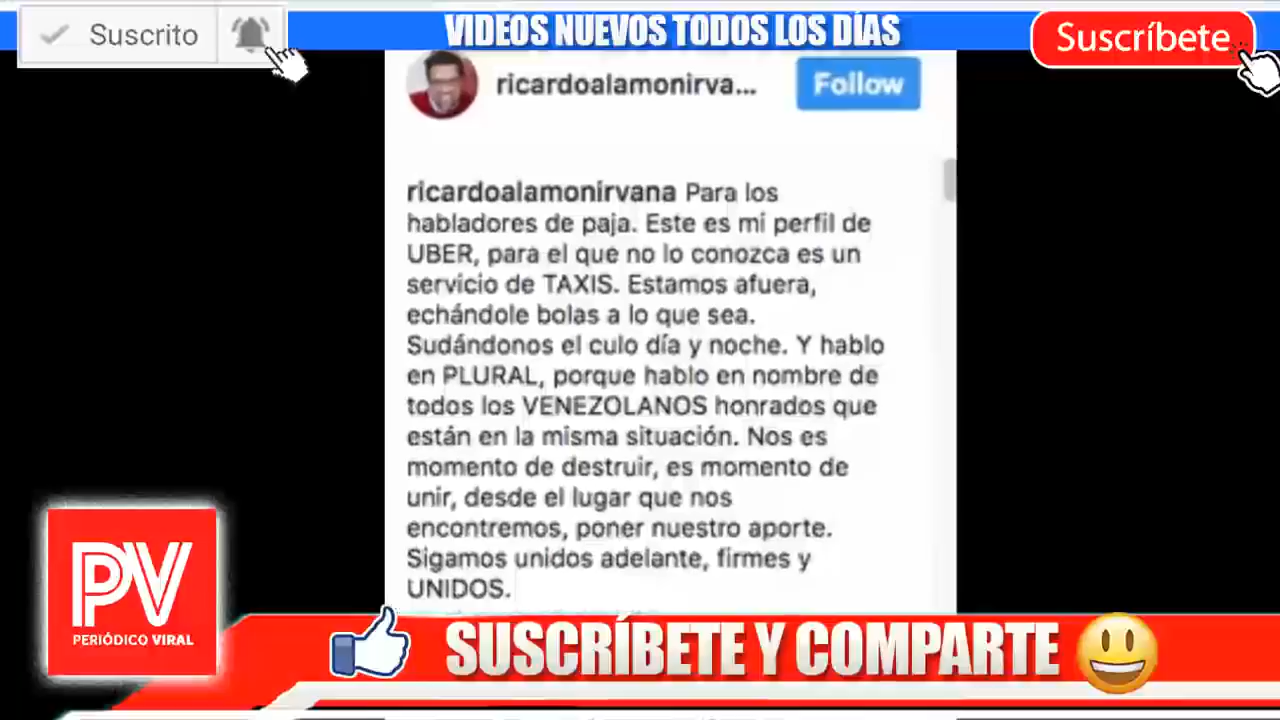 Suscrito
VIDEOS NUEVOS TODOS LOS DÍAS
Suscríbete
ricardoalamonirva...
Follow
ricardoalamonirvana Para los
habladores de paja. Este es mi perfil de
UBER, para el que no lo conozca es un
servicio de TAXIS. Estamos afuera,
echándole bolas a lo que sea.
Sudándonos el culo día y noche. Y hablo
en PLURAL, porque hablo en nombre de
todos los VENEZOLANOS honrados que
están en la misma situación. Nos es
momento de destruir, es momento de
unir, desde el lugar que nos
encontremos, poner nuestro aporte.
Sigamos unidos adelante, firmes y
UNIDOS.
PV
PERIÓDICO VIRAL
SUSCRÍBETE Y COMPARTE